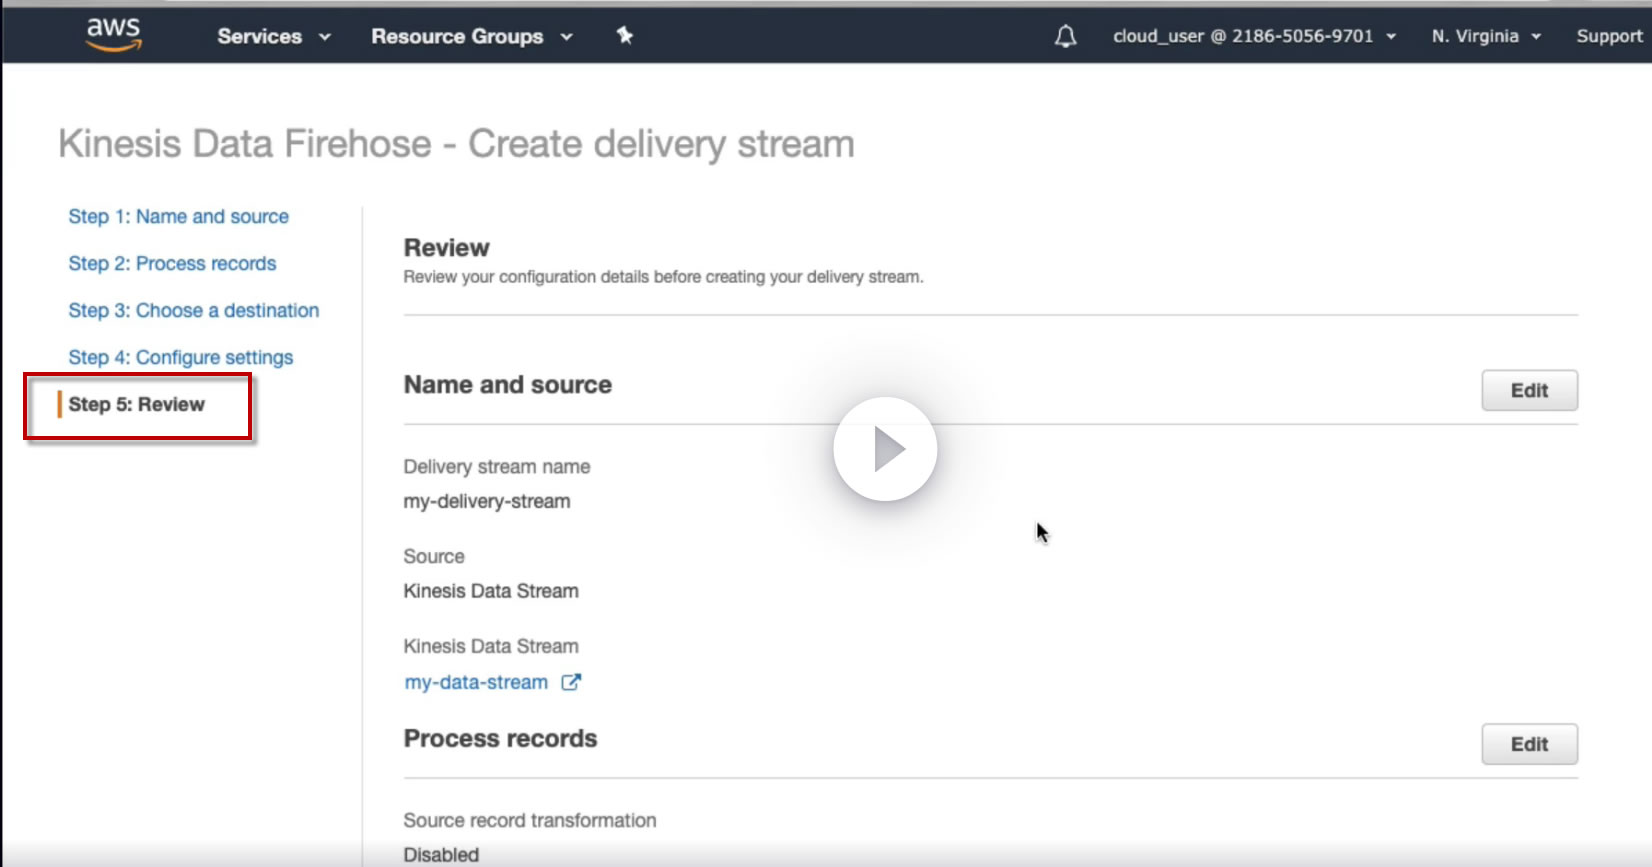 aws Services Resource Groups cloud_user @ 2186-5056-9701 N. Virginia Support
Kinesis Data Firehose - Create delivery stream
Step 1: Name and source
Step 2: Process records
Step 3: Choose a destination
Step 4: Configure settings
Step 5: Review
Review
Review your configuration details before creating your delivery stream.
Name and source Edit
Delivery stream name
my-delivery-stream
Source
Kinesis Data Stream
Kinesis Data Stream
my-data-stream
Process records Edit
Source record transformation
Disabled